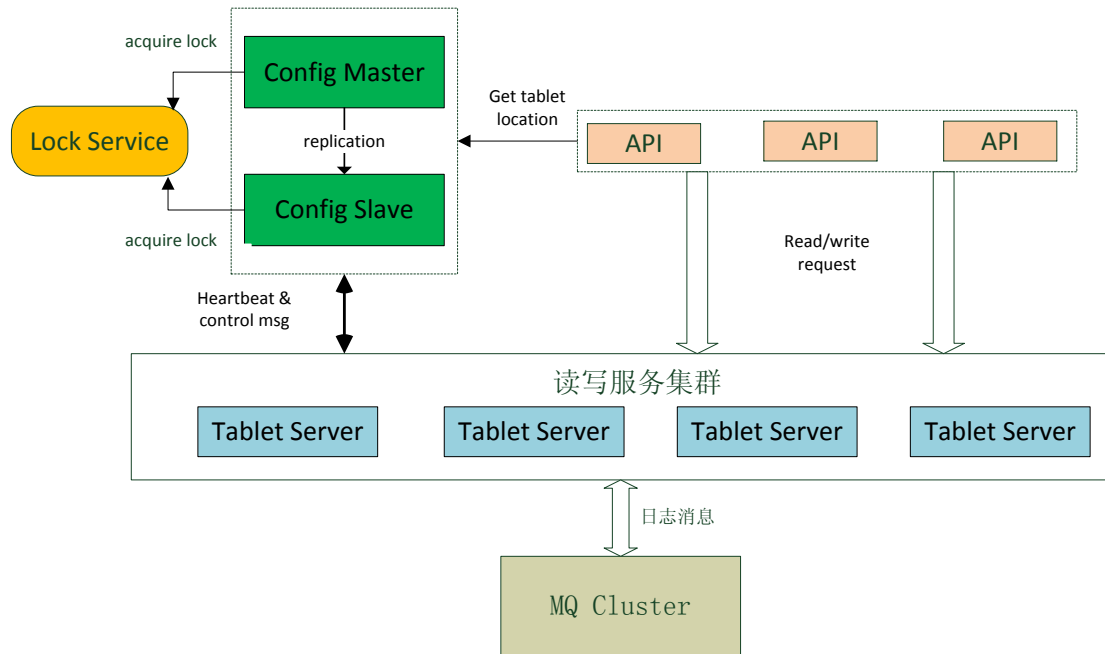 acquire lock
Config Master
Get tablet
location
Lock Service
replication
API
API
API
Config Slave
acquire lock
Read/write
request
Heartbeat &
control msg
读写服务集群
Tablet Server
Tablet Server
Tablet Server
Tablet Server
日志消息
MQ Cluster